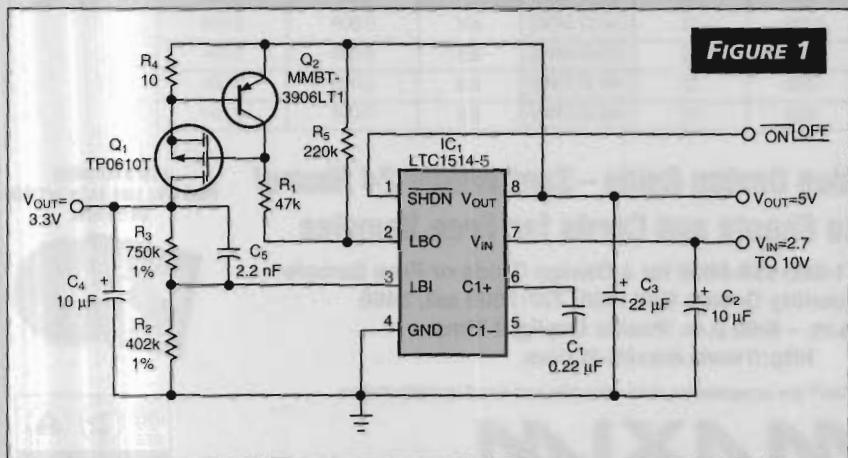 FIGURE 1
R4
10
Q2
MMBT-
3906LT1
Q1
TP0610T
R5
220k
R1
47k
IC1
LTC1514-5
ON OFF
1 SHDN VOUT 8
VOUT=5V
2 LBO VIN 7
VIN=2.7
TO 10V
3 LBI C1+ 6
4 GND C1– 5
VOUT=
3.3V
R3
750k
1%
C5
2.2 nF
C4
10 µF
+
R2
402k
1%
C1
0.22 µF
+
C3
22 µF
+
C2
10 µF